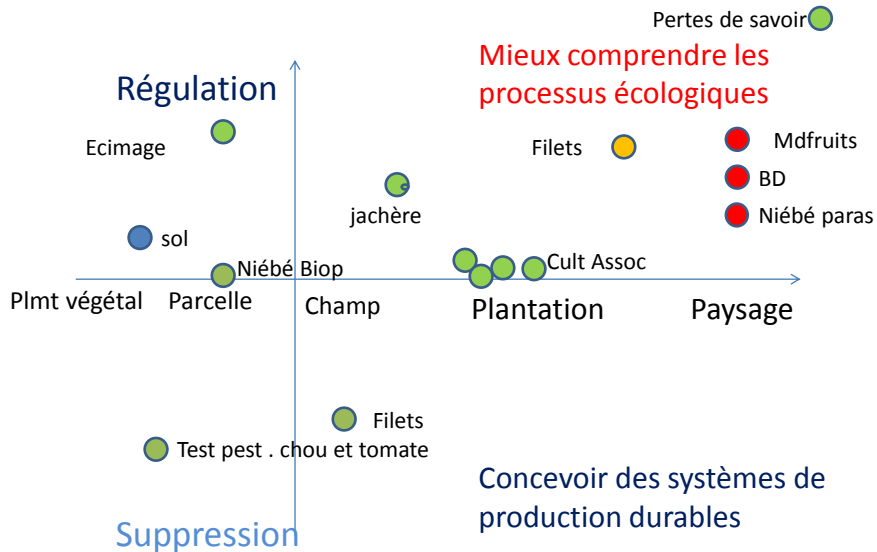 Pertes de savoir
Mieux comprendre les
processus écologiques
Régulation
Ecimage
Filets
Mdfruits
BD
jachère
Niébé paras
sol
Niébé Biop
Cult Assoc
Plmt végétal
Parcelle
Champ
Plantation
Paysage
Filets
Test pest . chou et tomate
Concevoir des systèmes de
production durables
Suppression